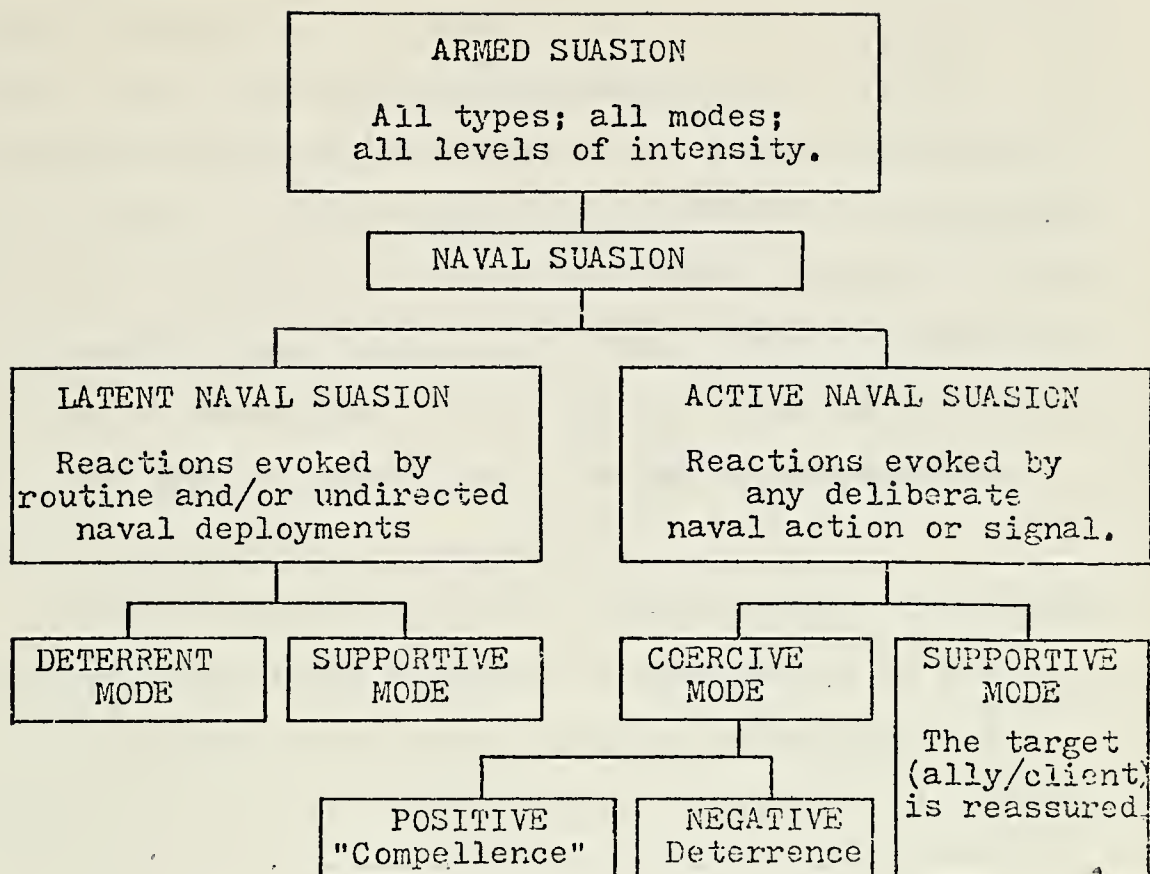 ARMED SUASION
All types; all modes;
all levels of intensity.
NAVAL SUASION
LATENT NAVAL SUASION
Reactions evoked by
routine and/or undirected
naval deployments
ACTIVE NAVAL SUASION
Reactions evoked by
any deliberate
naval action or signal.
DETERRENT
MODE
SUPPORTIVE
MODE
COERCIVE
MODE
POSITIVE
"Compellence"
NEGATIVE
Deterrence
SUPPORTIVE
MODE
The target
(ally/client)
is reassured.